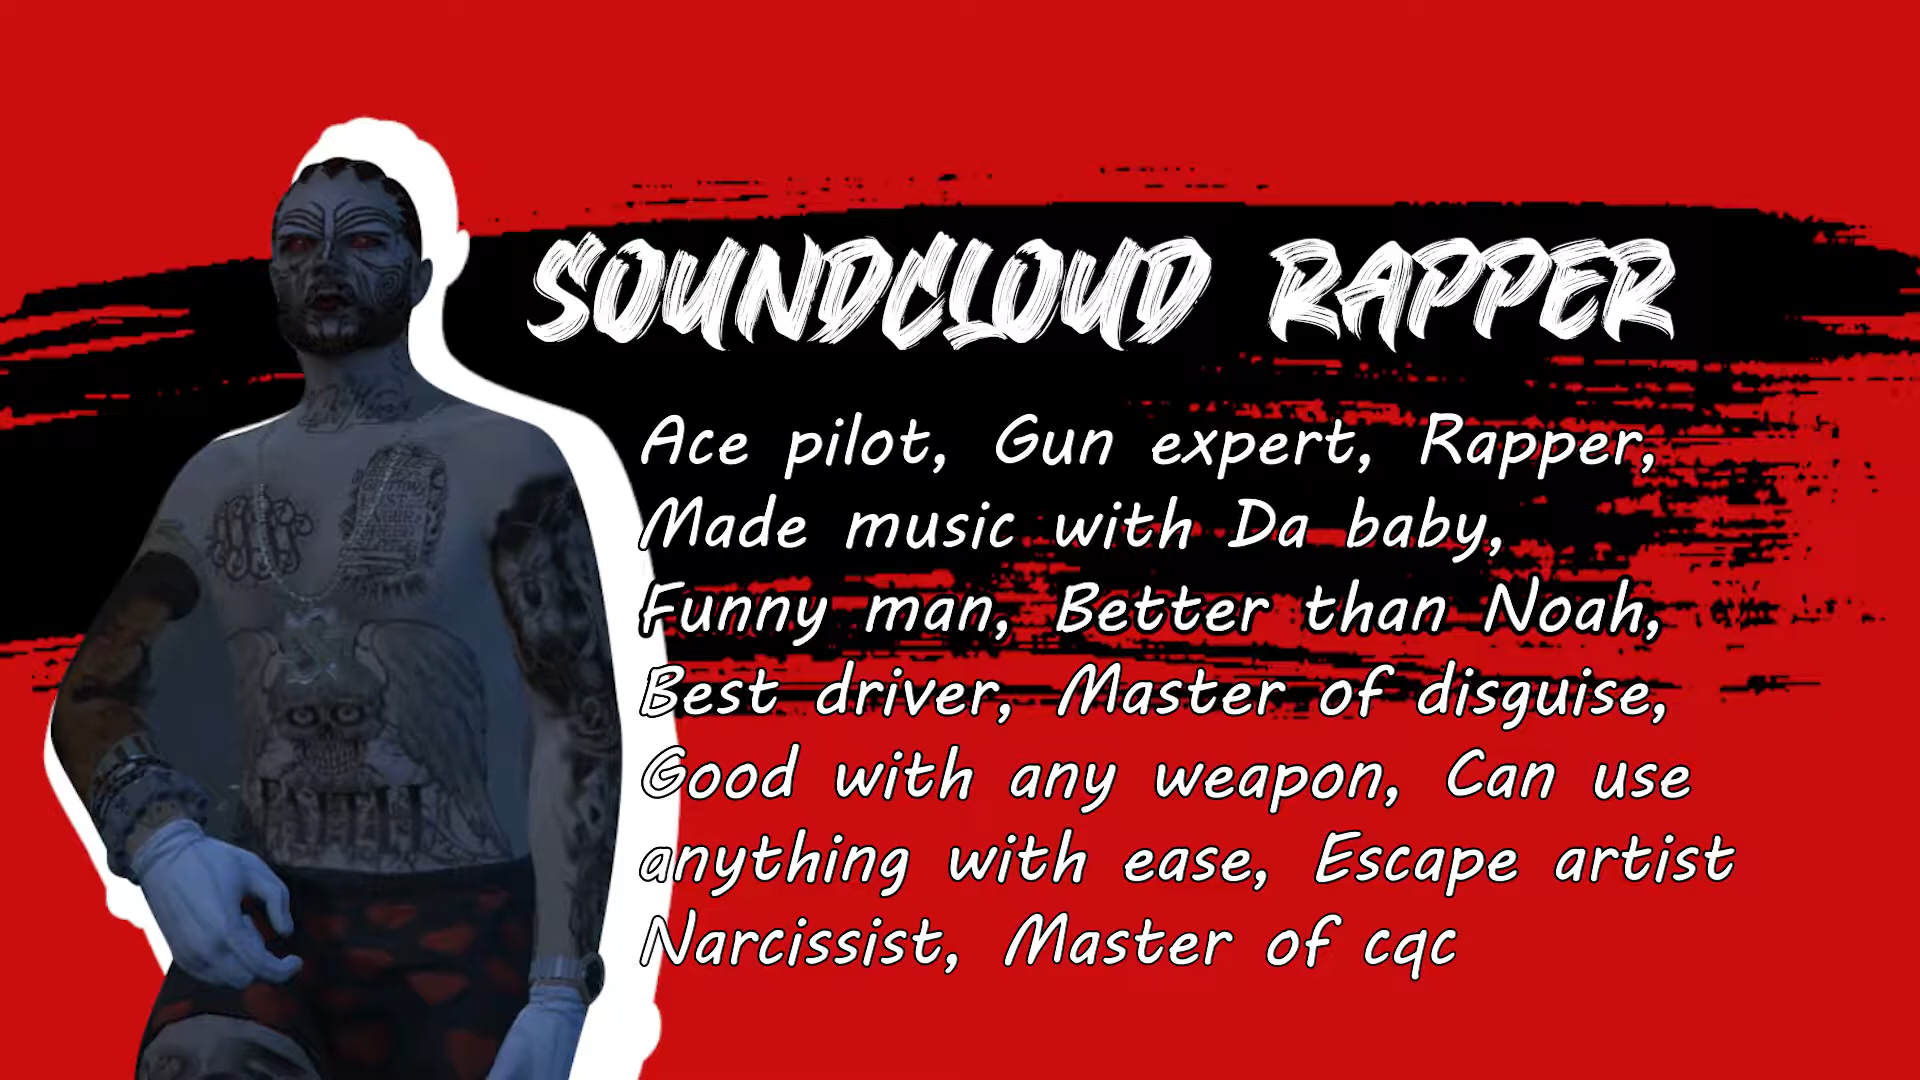 SOUNDCLOUD RAPPER
Ace pilot, Gun expert, Rapper,
Made music with Da baby,
Funny man, Better than Noah,
Best driver, Master of disguise,
Good with any weapon, Can use
anything with ease, Escape artist
Narcissist, Master of cqc
FAITH